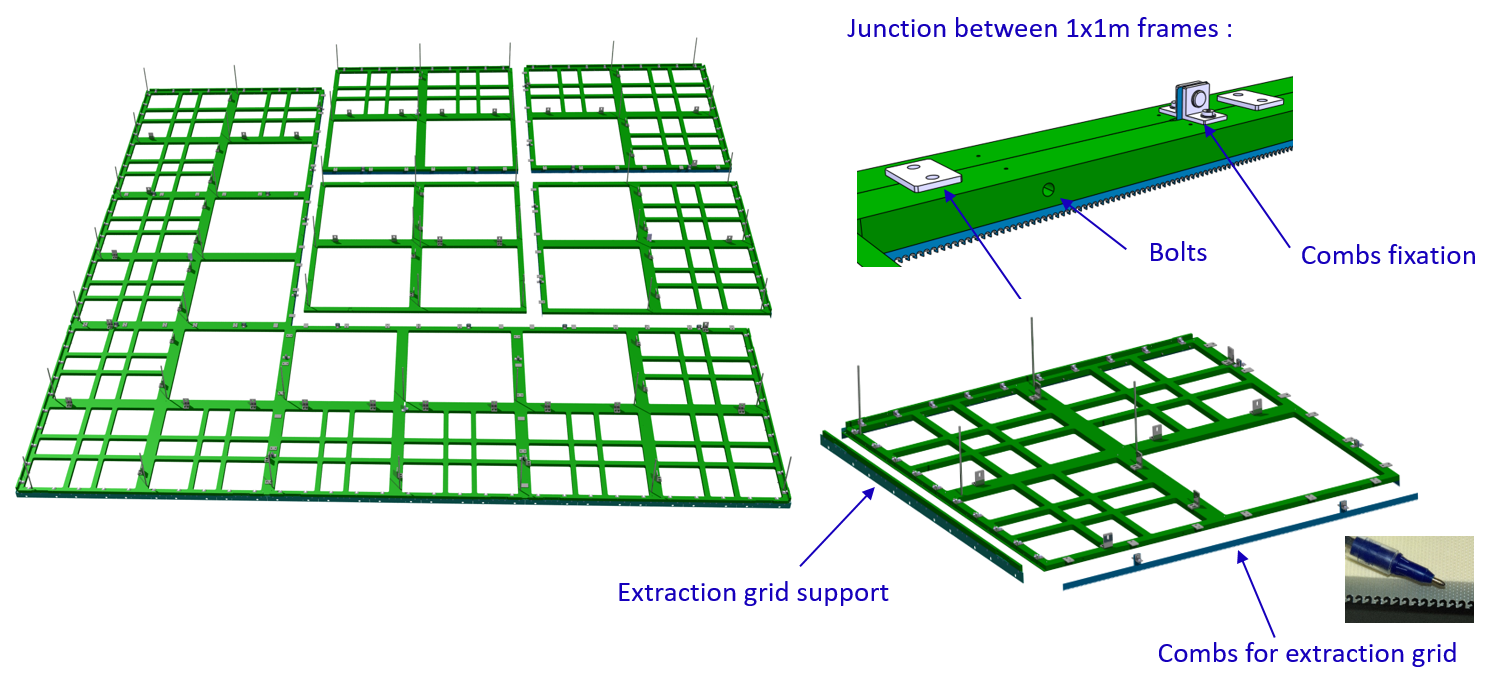 Junction between 1x1m frames :
Bolts
Combs fixation
Extraction grid support
Combs for extraction grid